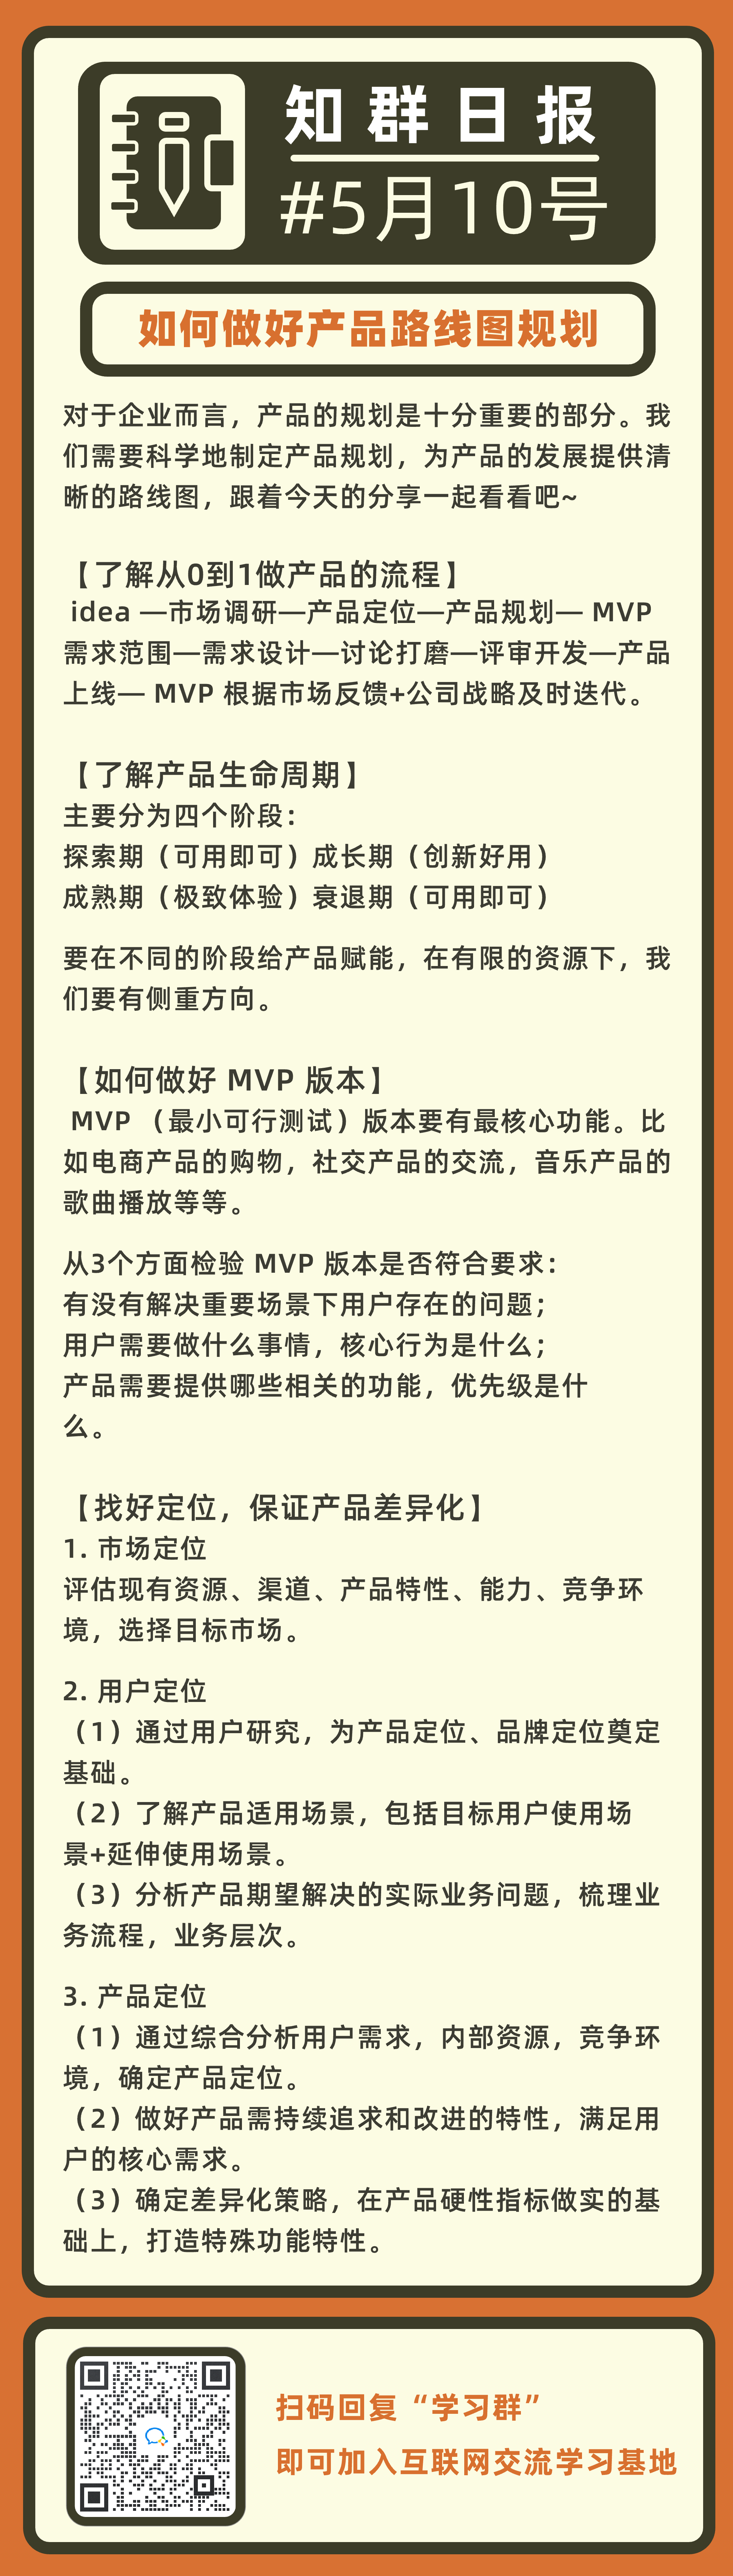 知群日报
#5月10号
如何做好产品路线图规划
对于企业而言，产品的规划是十分重要的部分。我
们需要科学地制定产品规划，为产品的发展提供清
晰的路线图，跟着今天的分享一起看看吧~
【了解从0到1做产品的流程】
idea —市场调研—产品定位—产品规划— MVP
需求范围—需求设计—讨论打磨—评审开发—产品
上线— MVP 根据市场反馈+公司战略及时迭代。
【了解产品生命周期】
主要分为四个阶段：
探索期（可用即可）成长期（创新好用）
成熟期（极致体验）衰退期（可用即可）
要在不同的阶段给产品赋能，在有限的资源下，我
们要有侧重方向。
【如何做好 MVP 版本】
MVP （最小可行测试）版本要有最核心功能。比
如电商产品的购物，社交产品的交流，音乐产品的
歌曲播放等等。
从3个方面检验 MVP 版本是否符合要求：
有没有解决重要场景下用户存在的问题；
用户需要做什么事情，核心行为是什么；
产品需要提供哪些相关的功能，优先级是什
么。
【找好定位，保证产品差异化】
1. 市场定位
评估现有资源、渠道、产品特性、能力、竞争环
境，选择目标市场。
2. 用户定位
（1）通过用户研究，为产品定位、品牌定位奠定
基础。
（2）了解产品适用场景，包括目标用户使用场
景+延伸使用场景。
（3）分析产品期望解决的实际业务问题，梳理业
务流程，业务层次。
3. 产品定位
（1）通过综合分析用户需求，内部资源，竞争环
境，确定产品定位。
（2）做好产品需持续追求和改进的特性，满足用
户的核心需求。
（3）确定差异化策略，在产品硬性指标做实的基
础上，打造特殊功能特性。
扫码回复“学习群”
即可加入互联网交流学习基地